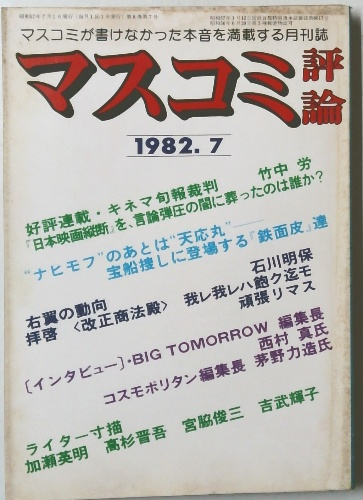 マスコミが書けなかった本音を満載する月刊誌
マスコミ評論
1982. 7
好評連載・キネマ旬報裁判 竹中 労
『日本映画縦断』を、言論弾圧の闇に葬ったのは誰か?
“ナヒモフ”のあとは“天応丸”――
宝船捜しに登場する『鉄面皮』達
右翼の動向 石川明保
拝啓 〈改正商法殿〉 我レ我レハ飽ク迄モ
頑張リマス
〔インタビュー〕・BIG TOMORROW 編集長
西村 真氏
コスモポリタン編集長 茅野力造氏
ライター寸描
加瀬英明 高杉晋吾 宮脇俊三 吉武輝子